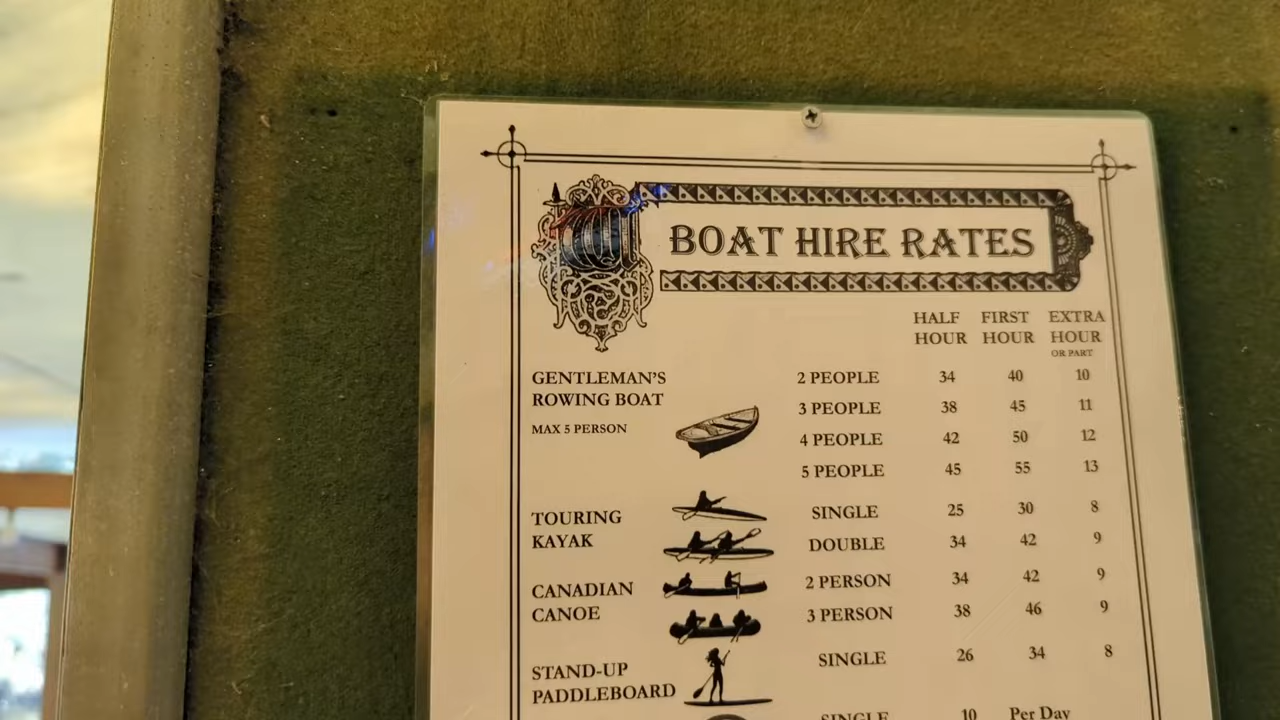 BOAT HIRE RATES
HALF HOUR FIRST HOUR EXTRA HOUR
OR PART
GENTLEMAN'S 2 PEOPLE 34 40 10
ROWING BOAT 3 PEOPLE 38 45 11
MAX 5 PERSON 4 PEOPLE 42 50 12
5 PEOPLE 45 55 13
TOURING SINGLE 25 30 8
KAYAK DOUBLE 34 42 9
CANADIAN 2 PERSON 34 42 9
CANOE 3 PERSON 38 46 9
STAND-UP SINGLE 26 34 8
PADDLEBOARD
SINGLE 10 Per Day